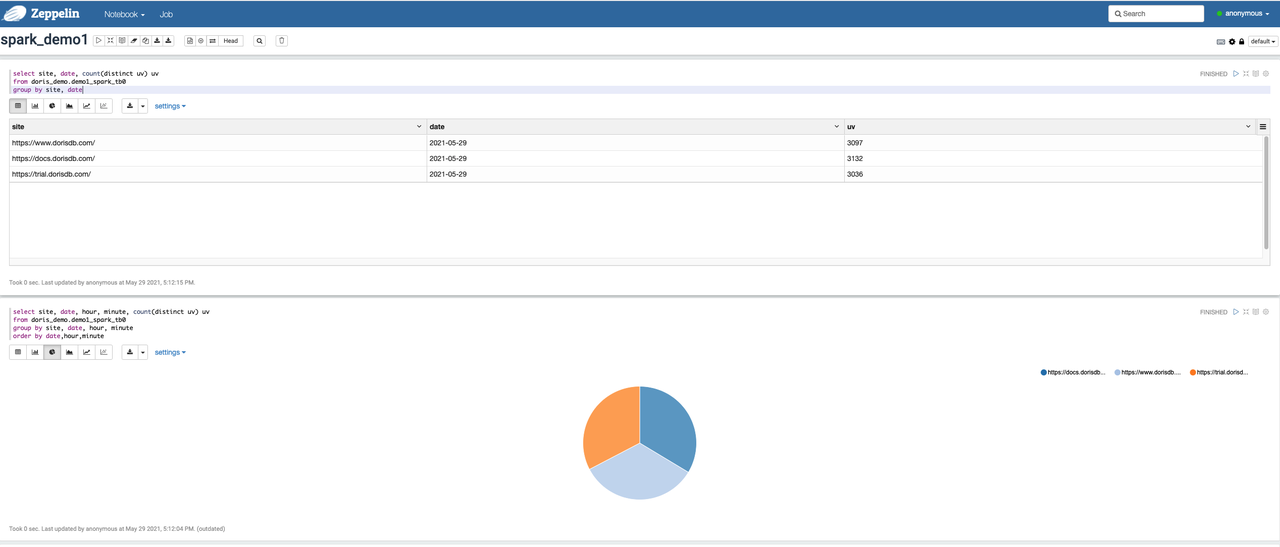 Zeppelin Notebook Job Search anonymous
spark_demo1 Head default
select site, date, count(distinct uv) uv FINISHED
from doris_demo.demo1_spark_tb0
group by site, date
settings
site date uv
https://www.dorisdb.com/ 2021-05-29 3097
https://docs.dorisdb.com/ 2021-05-29 3132
https://trial.dorisdb.com/ 2021-05-29 3036
Took 0 sec. Last updated by anonymous at May 29 2021, 5:12:15 PM.
select site, date, hour, minute, count(distinct uv) uv FINISHED
from doris_demo.demo1_spark_tb0
group by site, date, hour, minute
order by date,hour,minute
settings
https://docs.dorisdb... https://www.dorisdb.... https://trial.dorisd...
Took 0 sec. Last updated by anonymous at May 29 2021, 5:12:04 PM. (outdated)